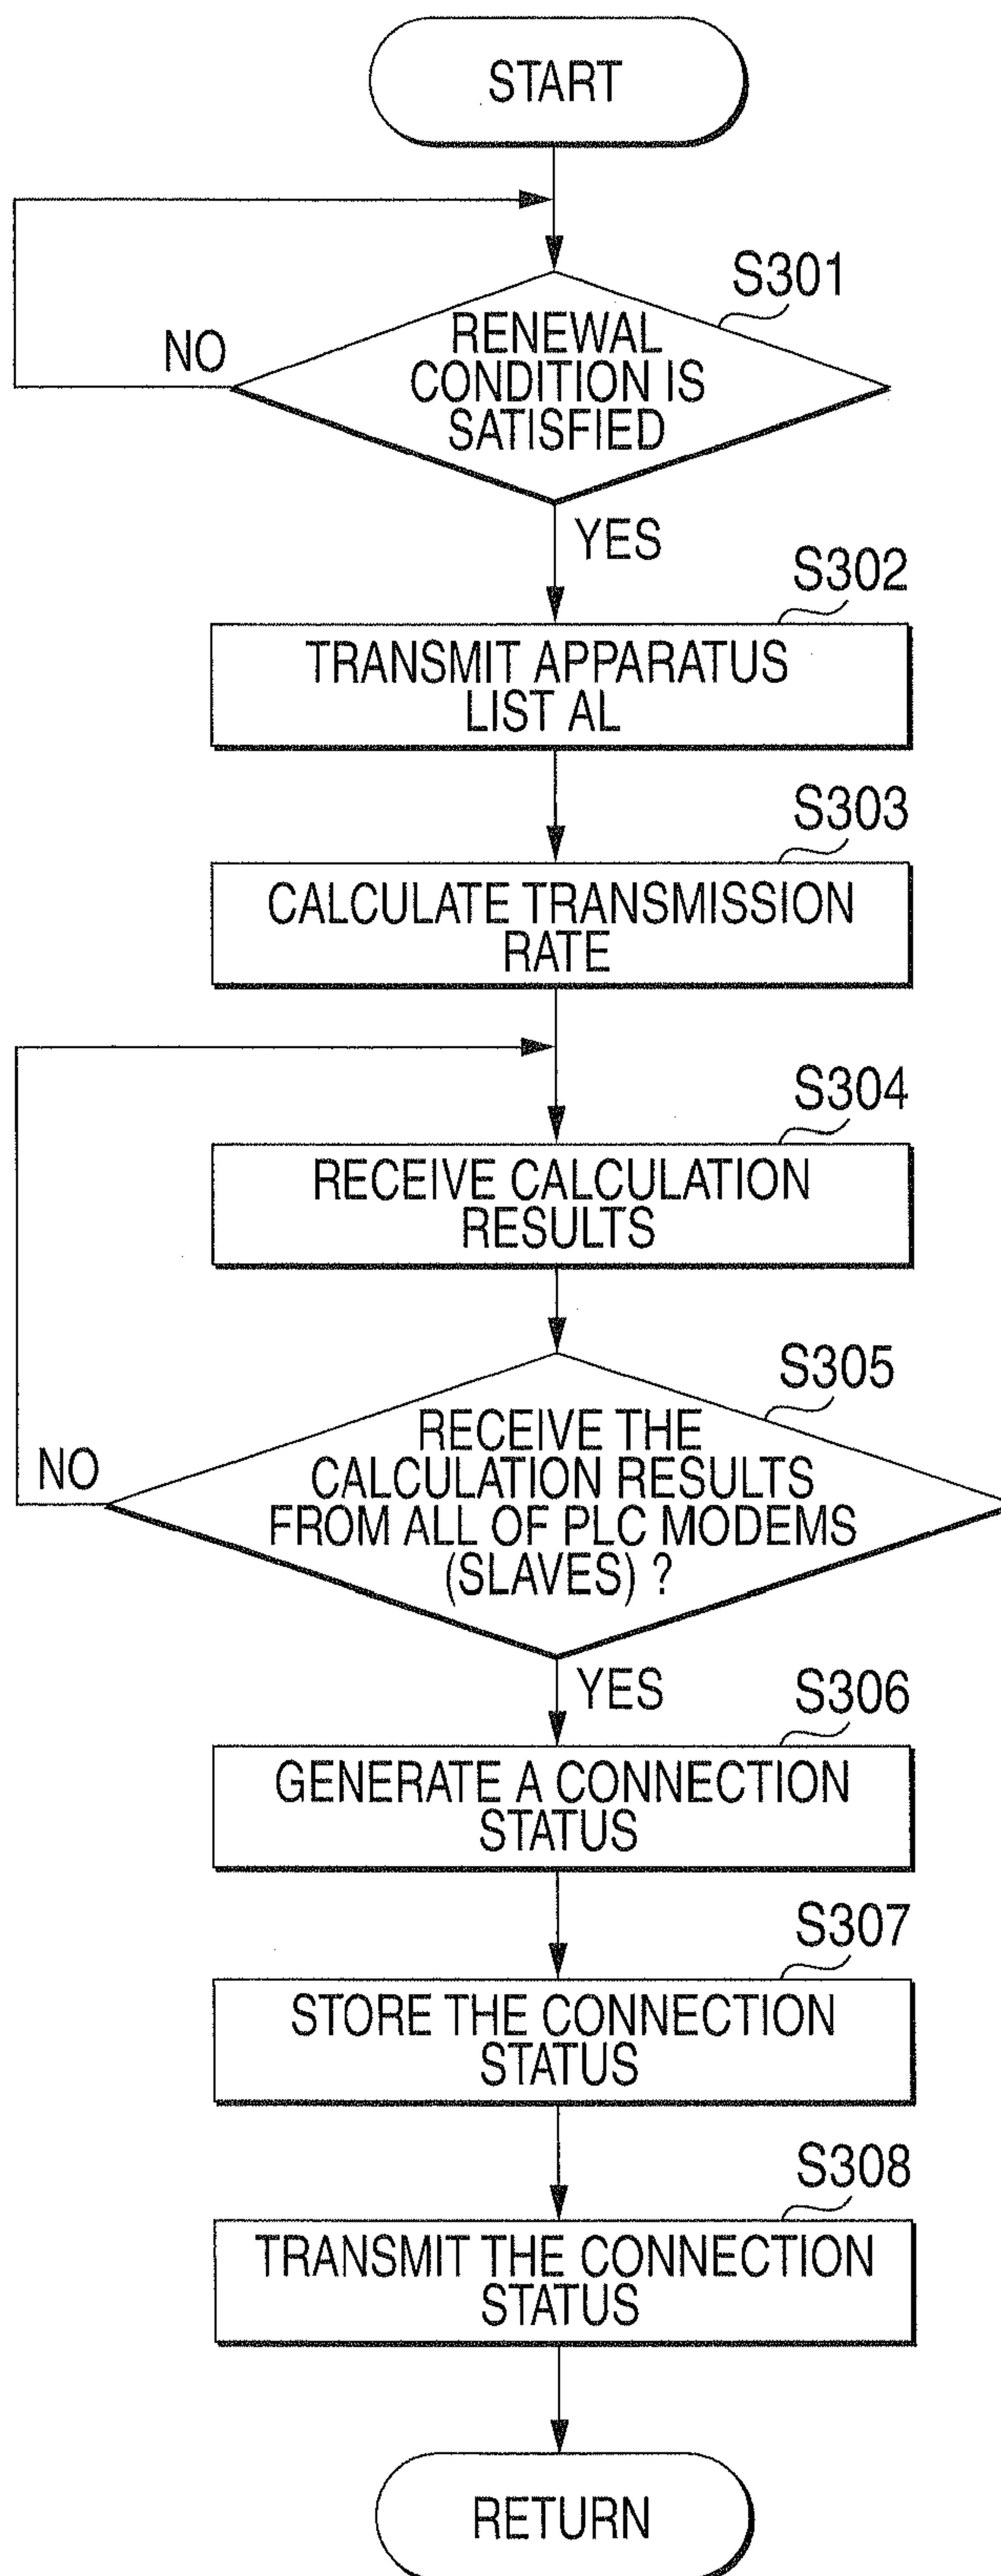 START
S301
NO
RENEWAL
CONDITION IS
SATISFIED
YES
S302
TRANSMIT APPARATUS
LIST AL
S303
CALCULATE TRANSMISSION
RATE
S304
RECEIVE CALCULATION
RESULTS
S305
NO
RECEIVE THE
CALCULATION RESULTS
FROM ALL OF PLC MODEMS
(SLAVES) ?
YES
S306
GENERATE A CONNECTION
STATUS
S307
STORE THE CONNECTION
STATUS
S308
TRANSMIT THE CONNECTION
STATUS
RETURN